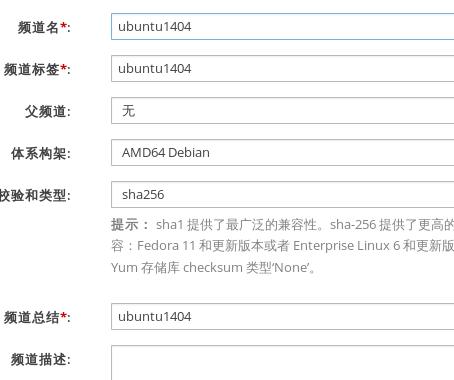 频道名*: ubuntu1404
频道标签*: ubuntu1404
父频道: 无
体系构架: AMD64 Debian
校验和类型: sha256
提示： sha1 提供了最广泛的兼容性。sha-256 提供了更高的
容：Fedora 11 和更新版本或者 Enterprise Linux 6 和更新版
Yum 存储库 checksum 类型'None'。
频道总结*: ubuntu1404
频道描述: